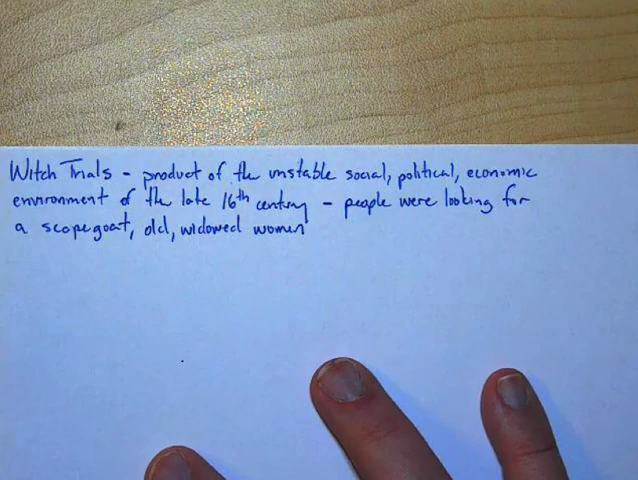 Witch Trials - product of the unstable social, political, economic
environment of the late 16th century - people were looking for
a scapegoat, old, widowed women